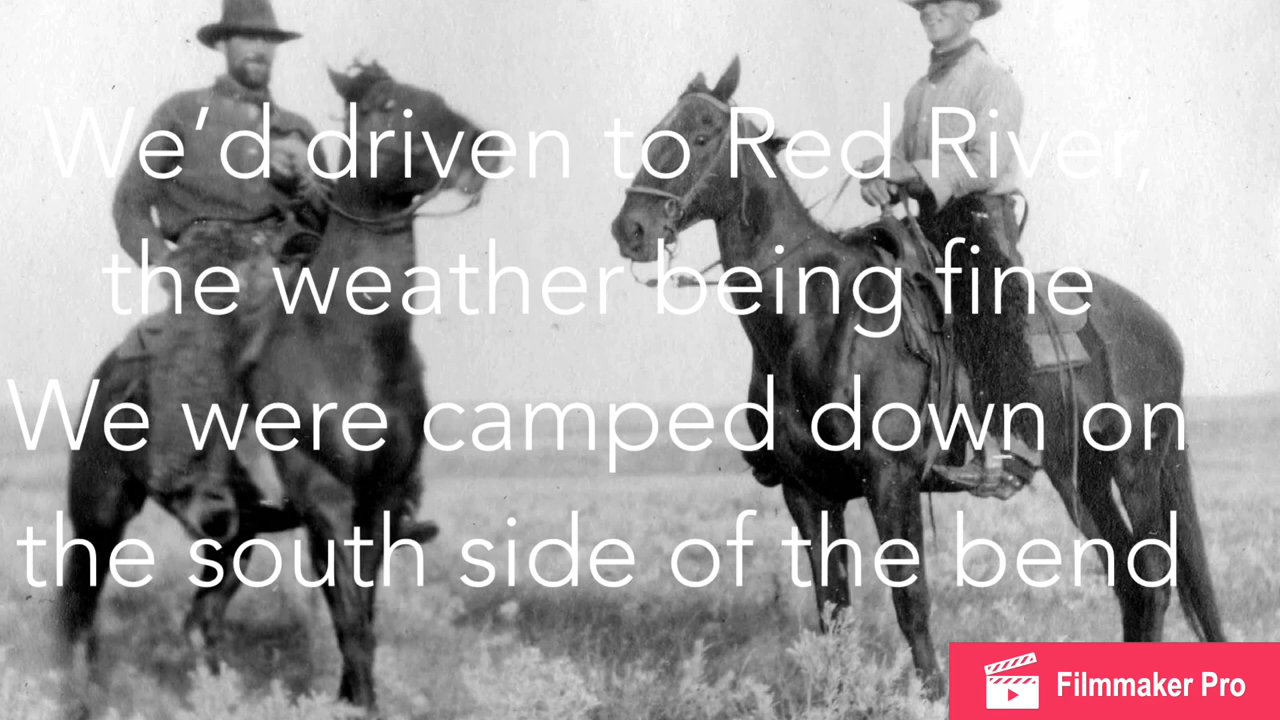 We’d driven to Red River,
the weather being fine
We were camped down on
the south side of the bend
Filmmaker Pro